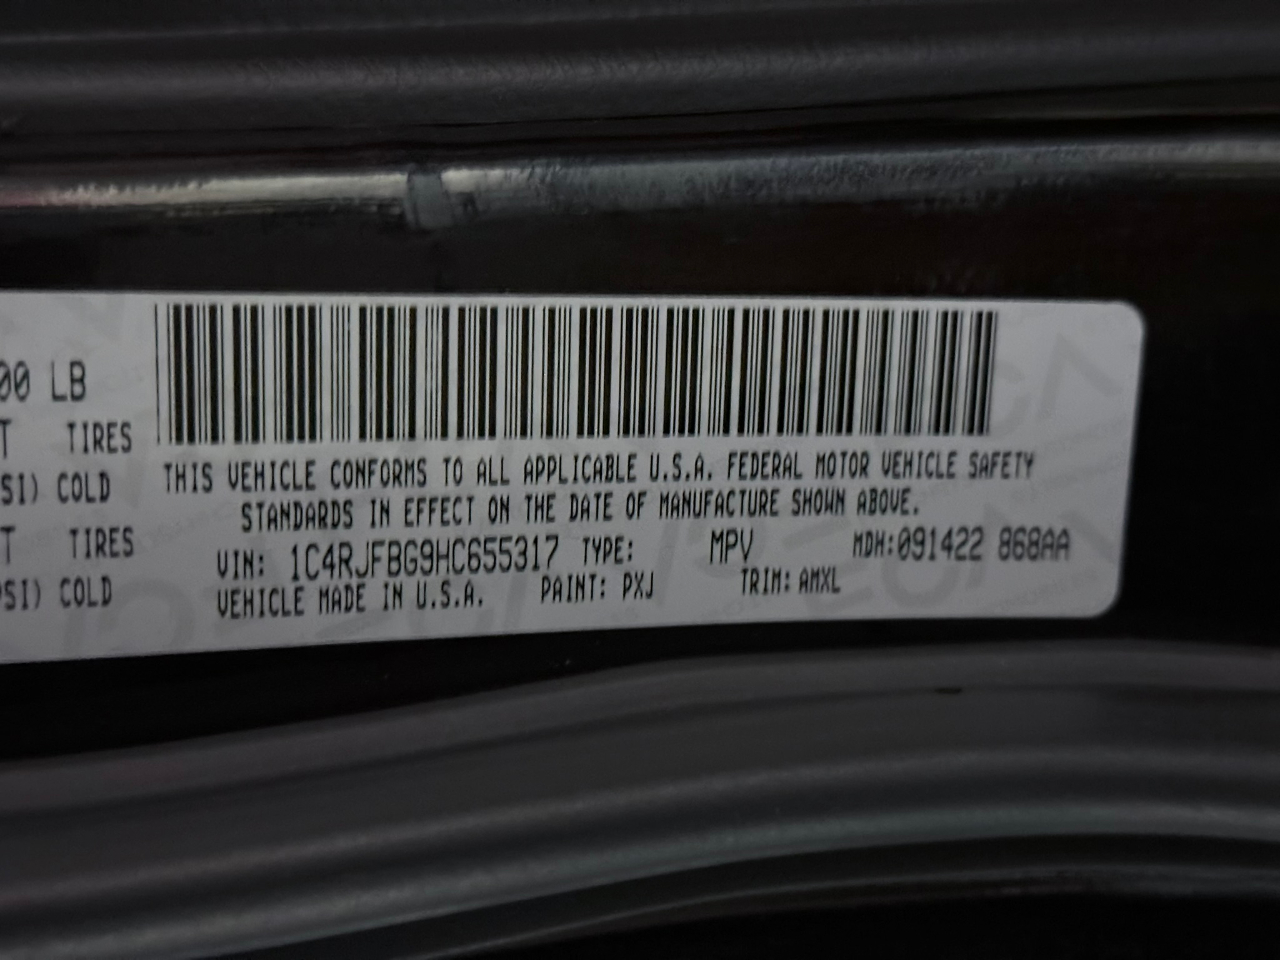 00 LB
T TIRES
SI) COLD
T TIRES
PSI) COLD
THIS VEHICLE CONFORMS TO ALL APPLICABLE U.S.A. FEDERAL MOTOR VEHICLE SAFETY
STANDARDS IN EFFECT ON THE DATE OF MANUFACTURE SHOWN ABOVE.
VIN: 1C4RJFBG9HC655317 TYPE: MPV MDH:091422 868AA
VEHICLE MADE IN U.S.A. PAINT: PXJ TRIM: AMXL